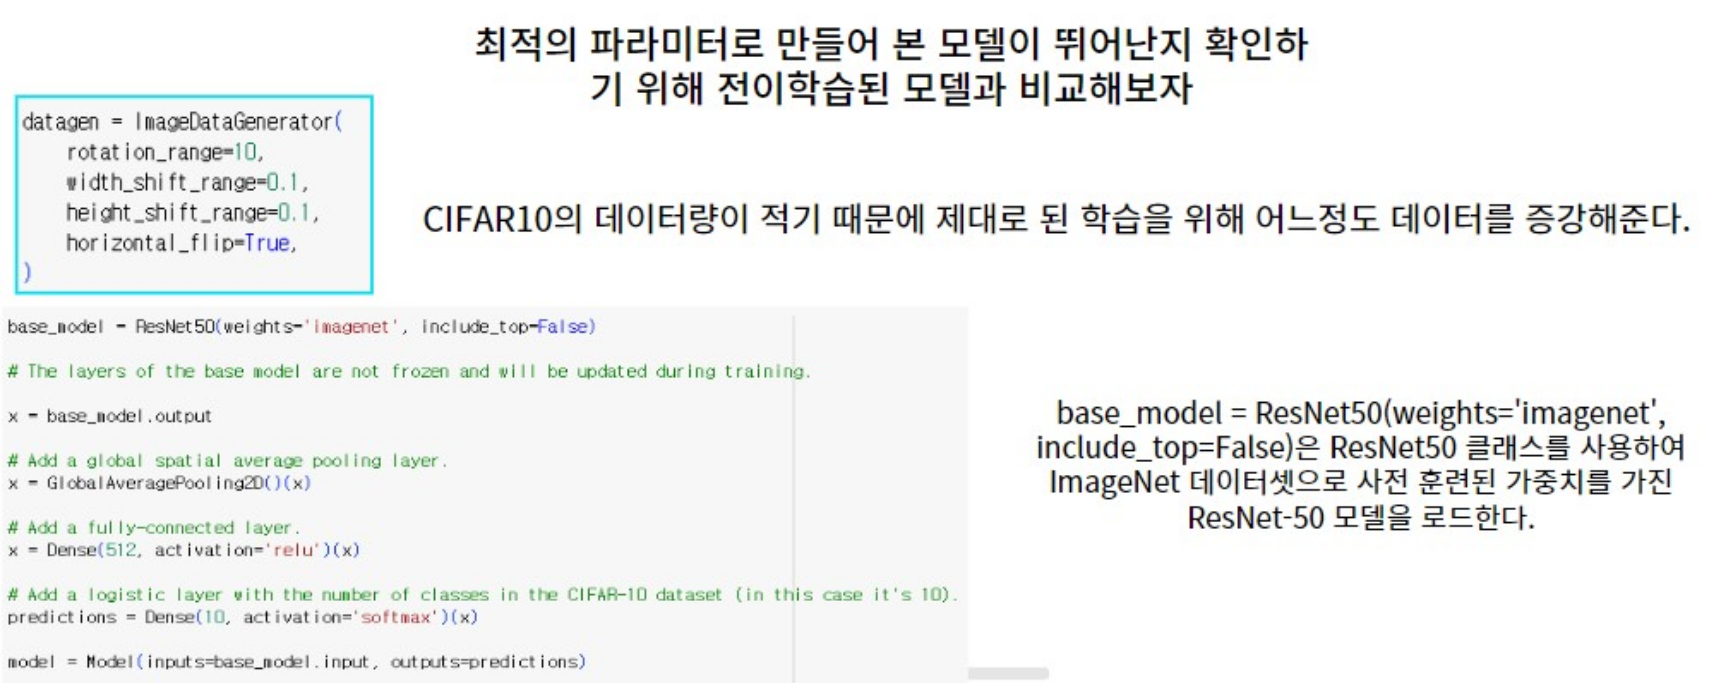 최적의 파라미터로 만들어 본 모델이 뛰어난지 확인하
기 위해 전이학습된 모델과 비교해보자
datagen = ImageDataGenerator(
    rotation_range=10,
    width_shift_range=0.1,
    height_shift_range=0.1,
    horizontal_flip=True,
)
CIFAR10의 데이터량이 적기 때문에 제대로 된 학습을 위해 어느정도 데이터를 증강해준다.
base_model = ResNet50(weights='imagenet', include_top=False)
# The layers of the base model are not frozen and will be updated during training.
x = base_model.output
# Add a global spatial average pooling layer.
x = GlobalAveragePooling2D()(x)
# Add a fully-connected layer.
x = Dense(512, activation='relu')(x)
# Add a logistic layer with the number of classes in the CIFAR-10 dataset (in this case it's 10).
predictions = Dense(10, activation='softmax')(x)
model = Model(inputs=base_model.input, outputs=predictions)
base_model = ResNet50(weights='imagenet',
include_top=False)은 ResNet50 클래스를 사용하여
ImageNet 데이터셋으로 사전 훈련된 가중치를 가진
ResNet-50 모델을 로드한다.